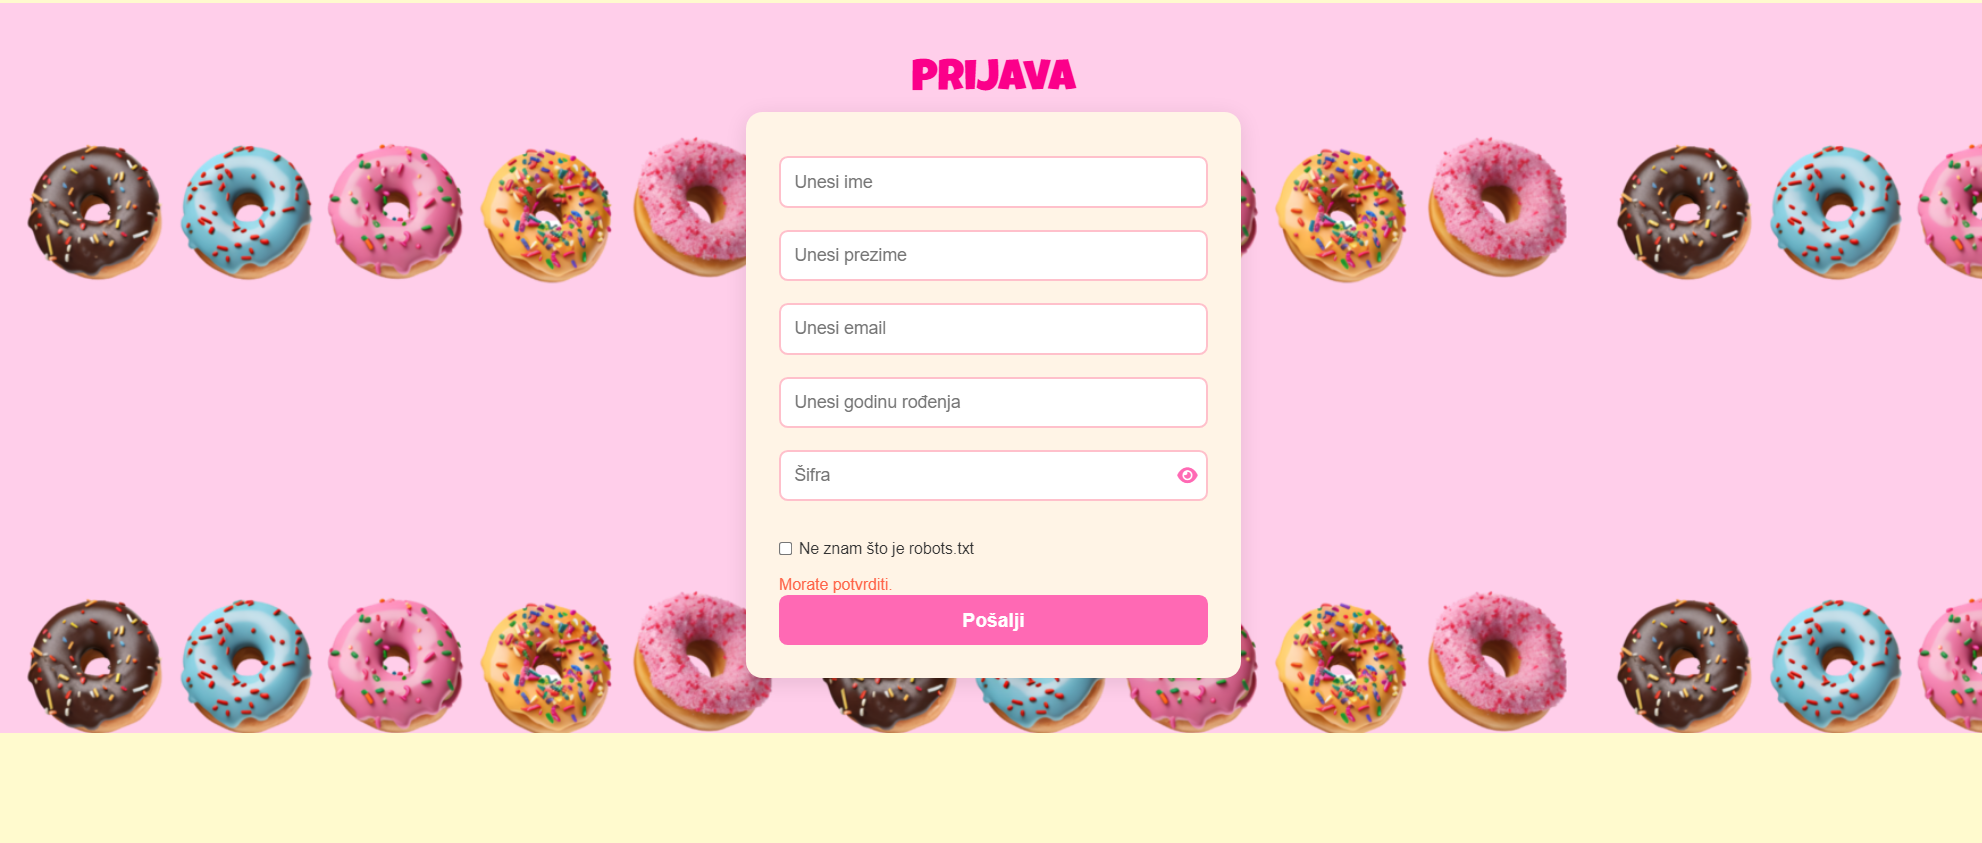 PRIJAVA
Unesi ime
Unesi prezime
Unesi email
Unesi godinu rođenja
Šifra
Ne znam što je robots.txt
Morate potvrditi.
Pošalji